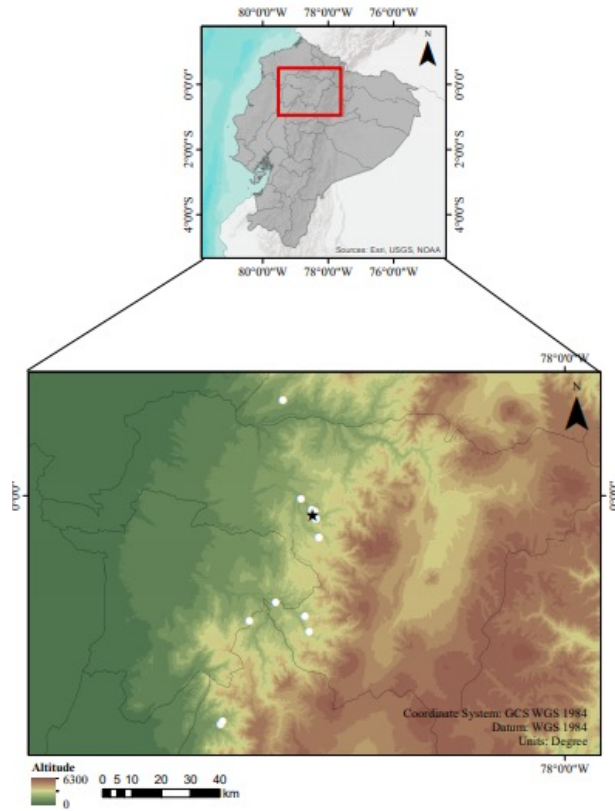 80°0'0"W 78°0'0"W 76°0'0"W
N
0°0'0" 0°0'0"
2°0'0"S 2°0'0"S
4°0'0"S 4°0'0"S
Sources: Esri, USGS, NOAA
80°0'0"W 78°0'0"W 76°0'0"W
78°0'0"W
N
0°0'0" 0°0'0"
Coordinate System: GCS WGS 1984
Datum: WGS 1984
Units: Degree
78°0'0"W
Altitude
6300
0
0 5 10 20 30 40
km